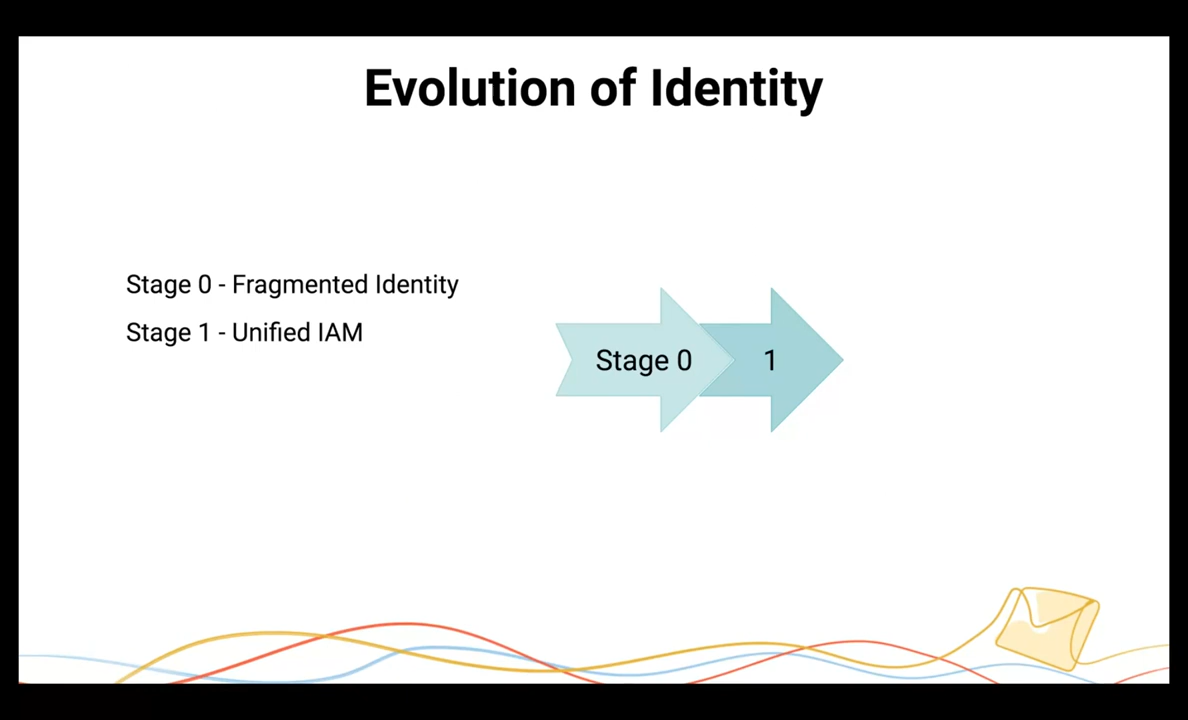 Evolution of Identity
Stage 0 - Fragmented Identity
Stage 1 - Unified IAM
Stage 0
1